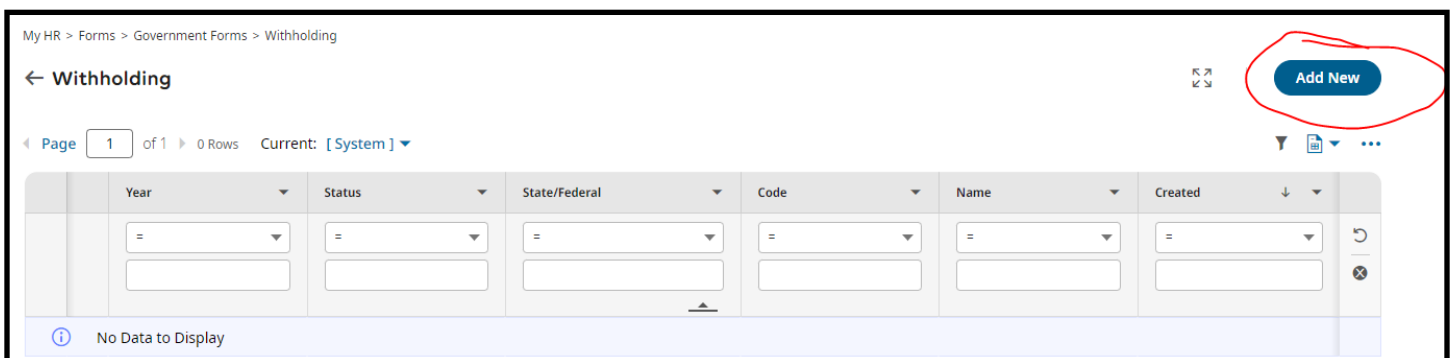 My HR > Forms > Government Forms > Withholding
← Withholding
Add New
Page 1 of 1 0 Rows Current: [ System ]
Year Status State/Federal Code Name Created ↓
= = = = = =
No Data to Display